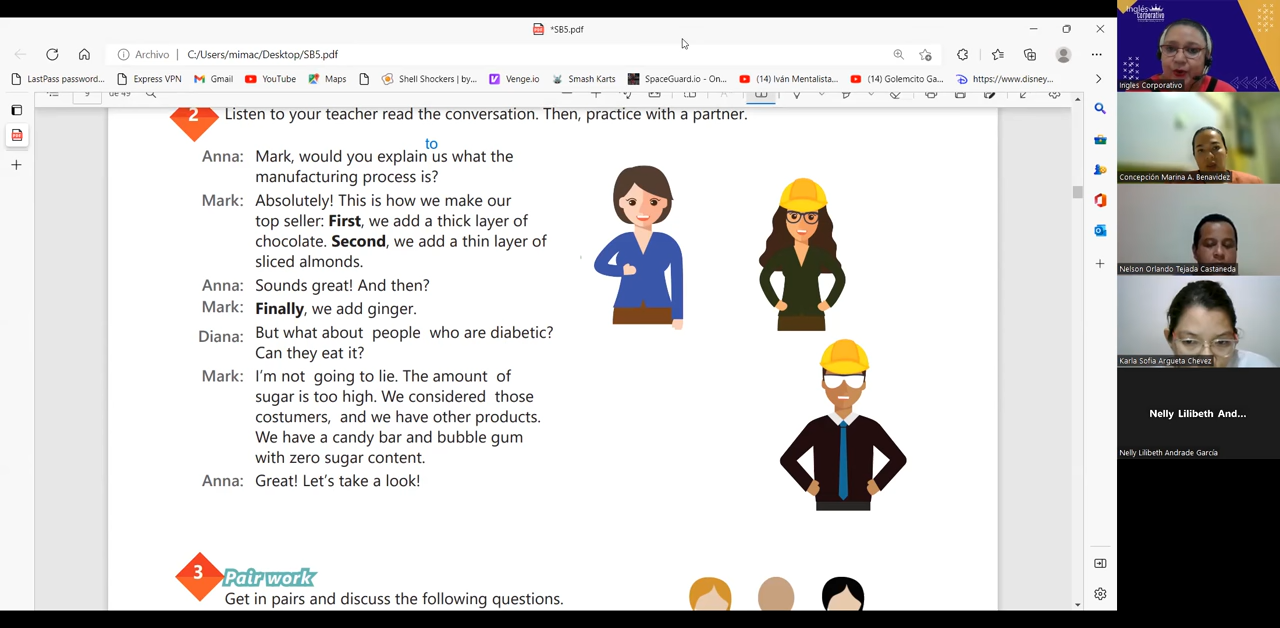 *SB5.pdf
Archivo | C:/Users/mimac/Desktop/SB5.pdf
LastPass password... Express VPN Gmail YouTube Maps Shell Shockers | by... Venge.io Smash Karts SpaceGuard.io - On... (14) Iván Mentalista... (14) Golemcito Ga... https://www.disney...
9 de 49
2 Listen to your teacher read the conversation. Then, practice with a partner.
to
Anna: Mark, would you explain us what the
manufacturing process is?
Mark: Absolutely! This is how we make our
top seller: First, we add a thick layer of
chocolate. Second, we add a thin layer of
sliced almonds.
Anna: Sounds great! And then?
Mark: Finally, we add ginger.
Diana: But what about people who are diabetic?
Can they eat it?
Mark: I'm not going to lie. The amount of
sugar is too high. We considered those
costumers, and we have other products.
We have a candy bar and bubble gum
with zero sugar content.
Anna: Great! Let's take a look!
3 Pair work
Get in pairs and discuss the following questions.
Inglés
Corporativo
Ingles Corporativo
Concepción Marina A. Benavidez
Nelson Orlando Tejada Castaneda
Karla Sofia Argueta Chevez
Nelly Lilibeth And...
Nelly Lilibeth Andrade García